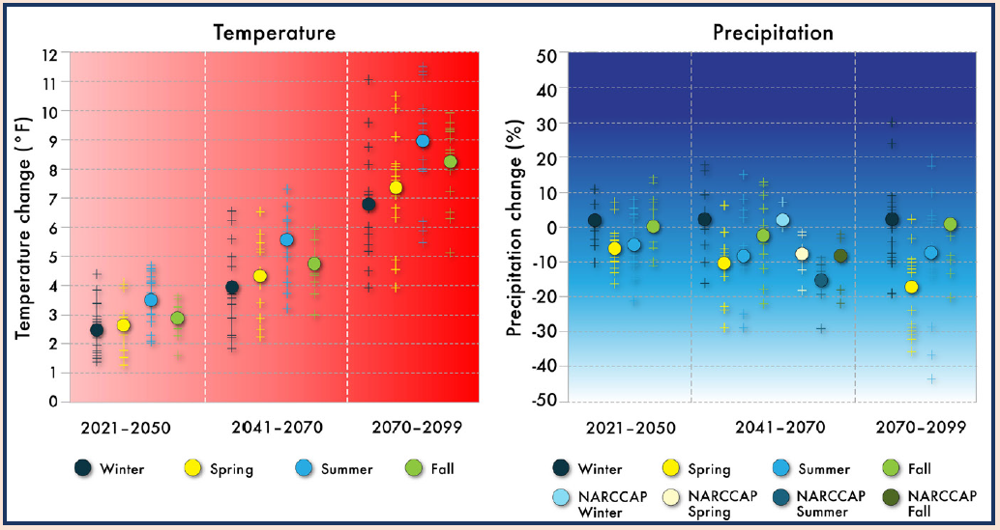 Temperature
Temperature change (°F)
12
11
10
9
8
7
6
5
4
3
2
1
0
2021–2050
2041–2070
2070–2099
Winter
Spring
Summer
Fall
Precipitation
Precipitation change (%)
50
40
30
20
10
0
-10
-20
-30
-40
-50
2021–2050
2041–2070
2070–2099
Winter
Spring
Summer
Fall
NARCCAP
Winter
NARCCAP
Spring
NARCCAP
Summer
NARCCAP
Fall